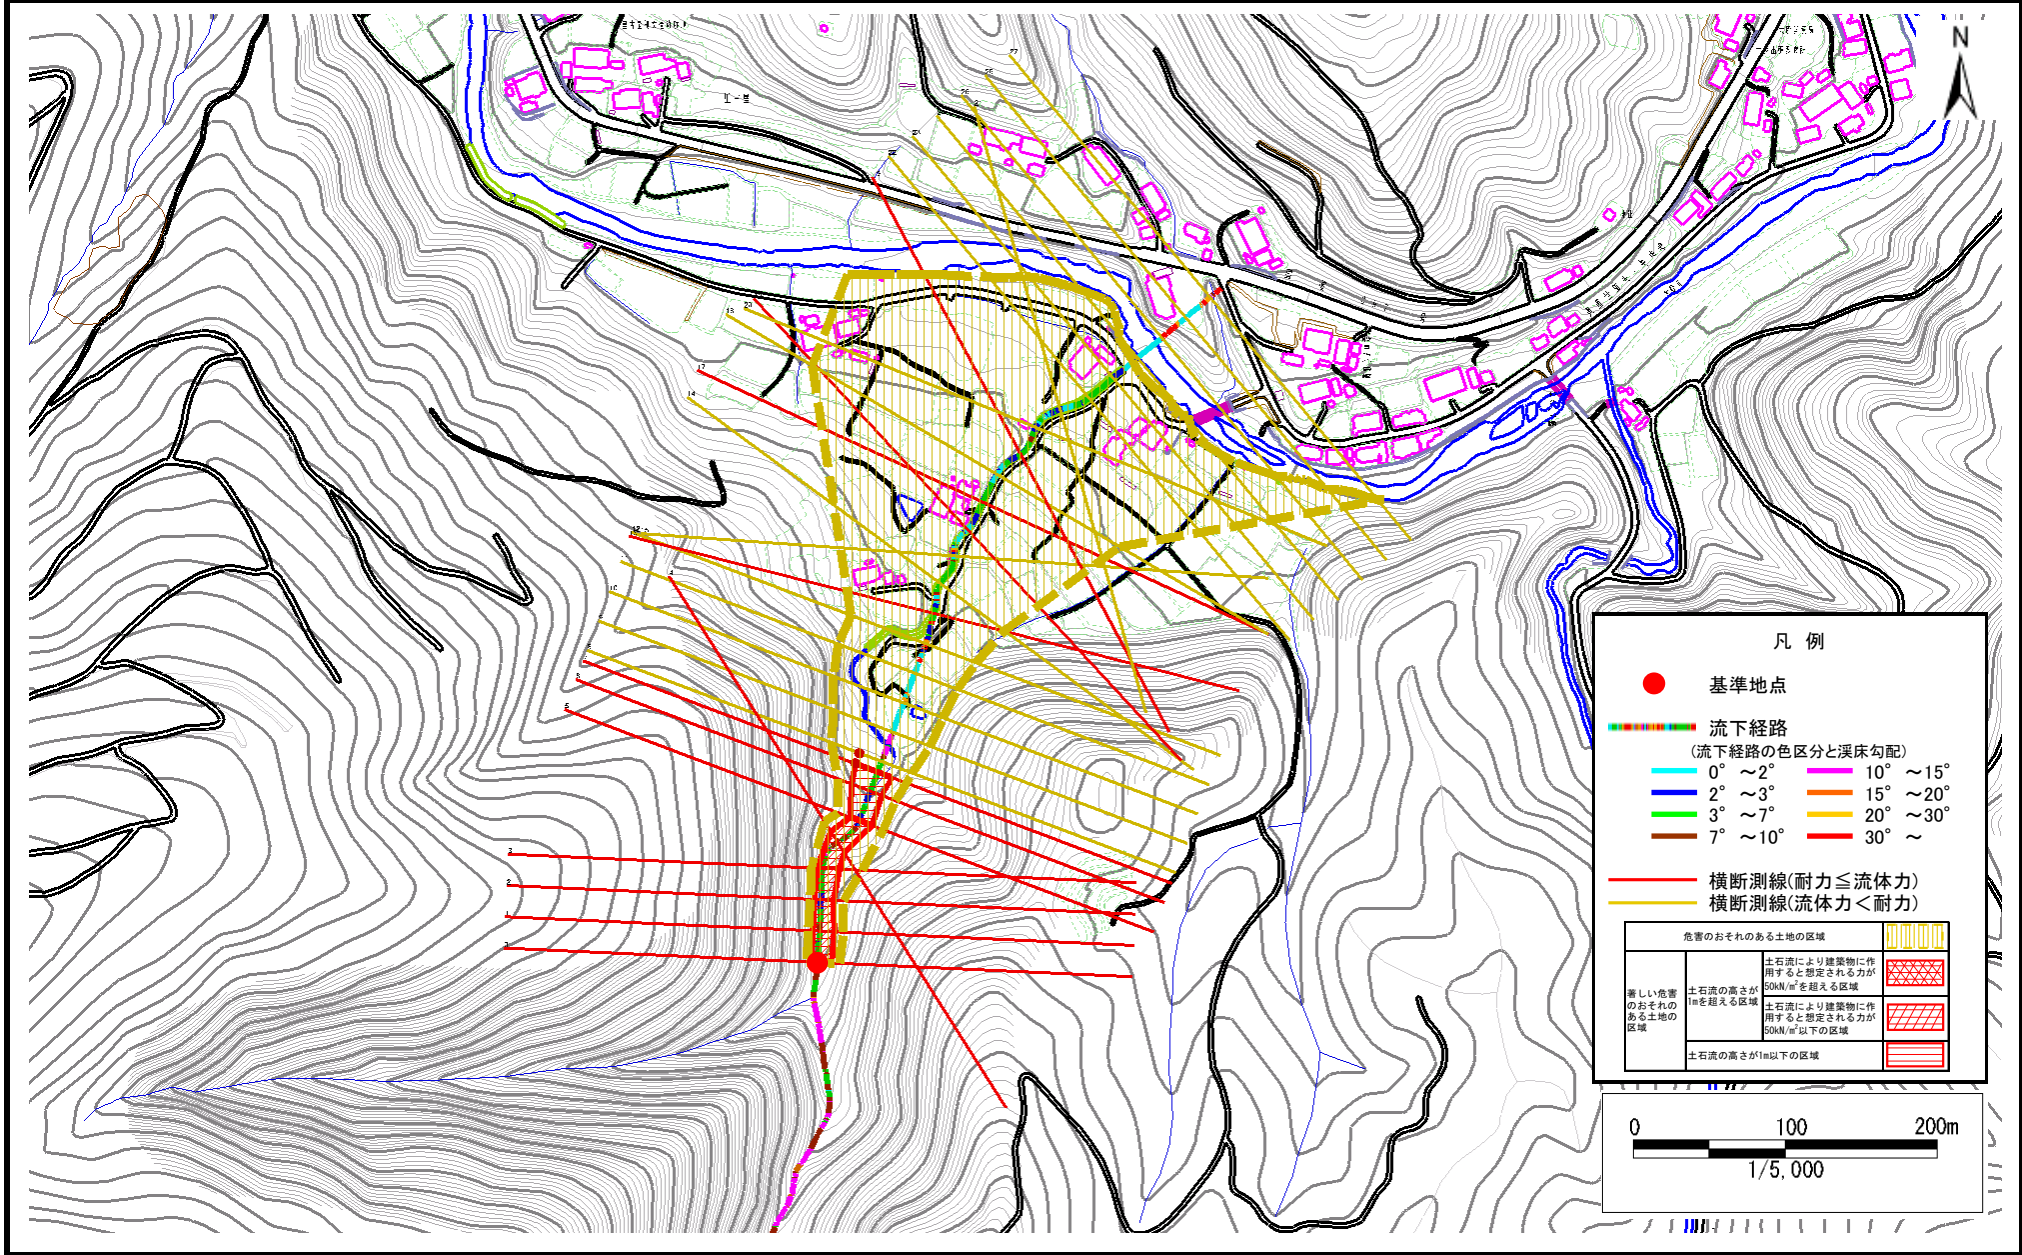 N
27
26
17
14
5
3
2
1
凡 例
基準地点
流下経路
(流下経路の色区分と渓床勾配)
0° ～2° 10° ～15°
2° ～3° 15° ～20°
3° ～7° 20° ～30°
7° ～10° 30° ～
横断測線(耐力≦流体力)
横断測線(流体力＜耐力)
危害のおそれのある土地の区域
著しい危害
のおそれの
ある土地の
区域
土石流の高さが
1mを超える区域
土石流により建築物に作
用すると想定される力が
50kN/m²を超える区域
土石流により建築物に作
用すると想定される力が
50kN/m²以下の区域
土石流の高さが1m以下の区域
0 100 200m
1/5,000